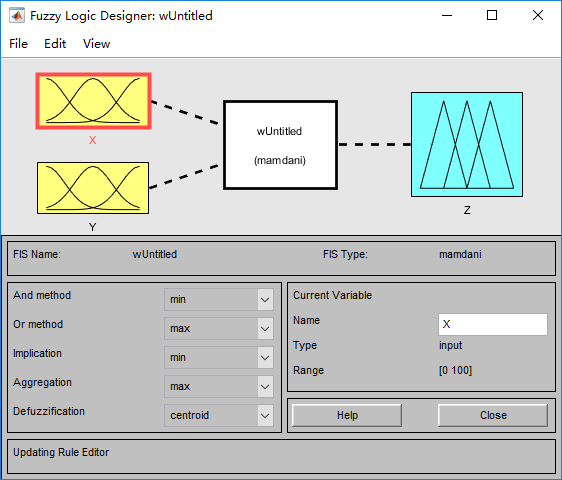 Fuzzy Logic Designer: wUntitled
File Edit View
X
wUntitled
(mamdani)
Y
Z
FIS Name: wUntitled FIS Type: mamdani
And method min
Or method max
Implication min
Aggregation max
Defuzzification centroid
Current Variable
Name X
Type input
Range [0 100]
Help Close
Updating Rule Editor